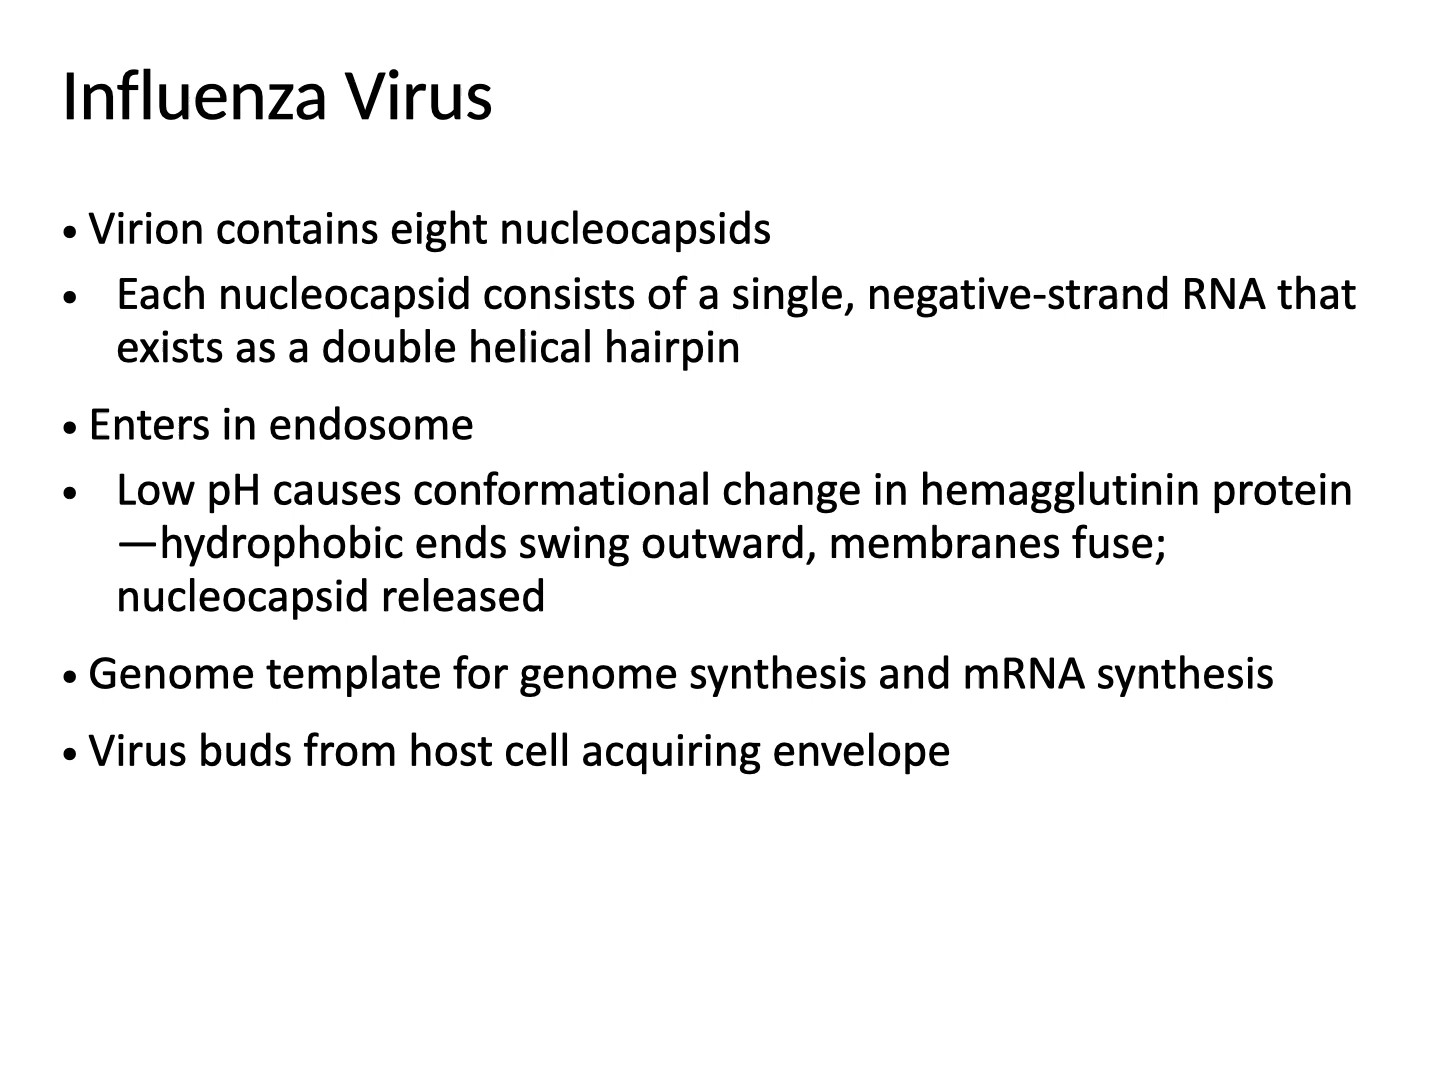 Influenza Virus
• Virion contains eight nucleocapsids
• Each nucleocapsid consists of a single, negative-strand RNA that
exists as a double helical hairpin
• Enters in endosome
• Low pH causes conformational change in hemagglutinin protein
—hydrophobic ends swing outward, membranes fuse;
nucleocapsid released
• Genome template for genome synthesis and mRNA synthesis
• Virus buds from host cell acquiring envelope